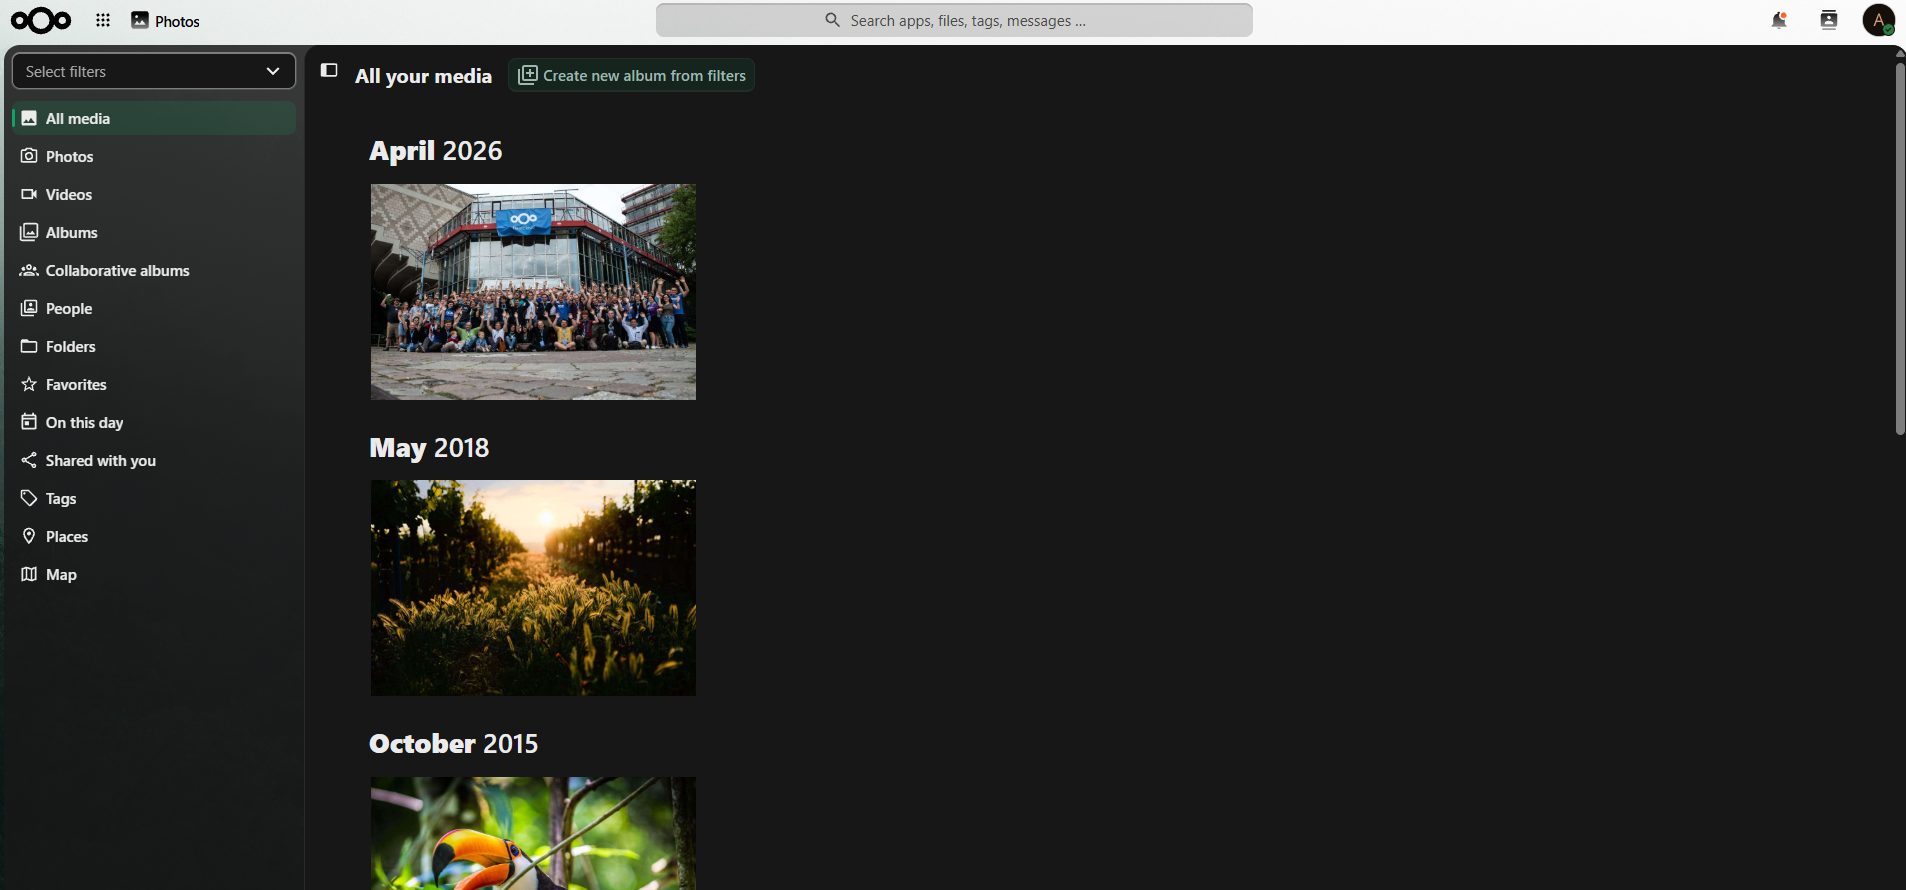 Photos
Search apps, files, tags, messages ...
A
Select filters
All media
Photos
Videos
Albums
Collaborative albums
People
Folders
Favorites
On this day
Shared with you
Tags
Places
Map
All your media
Create new album from filters
April 2026
May 2018
October 2015